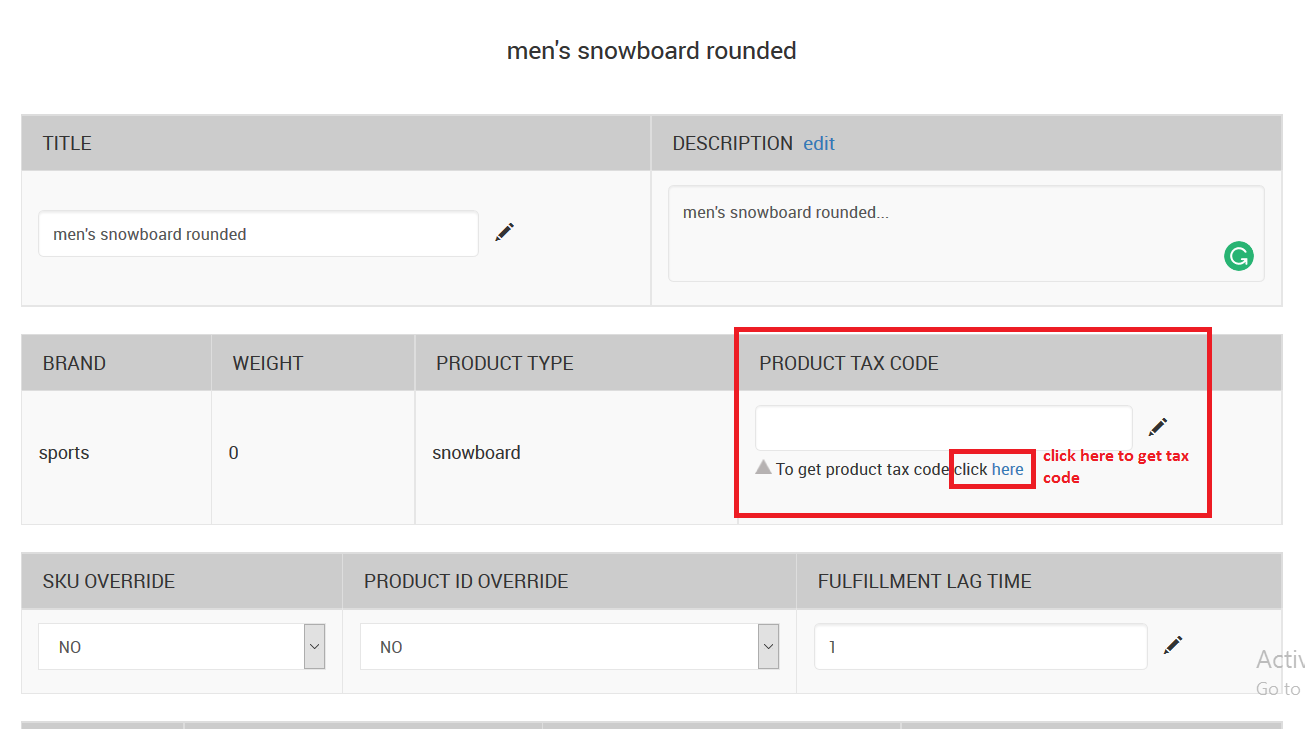 men's snowboard rounded
TITLE
DESCRIPTION edit
men's snowboard rounded
men's snowboard rounded...
BRAND
WEIGHT
PRODUCT TYPE
PRODUCT TAX CODE
sports
0
snowboard
To get product tax code click here
click here to get tax
code
SKU OVERRIDE
PRODUCT ID OVERRIDE
FULFILLMENT LAG TIME
NO
NO
1
Activ
Go to